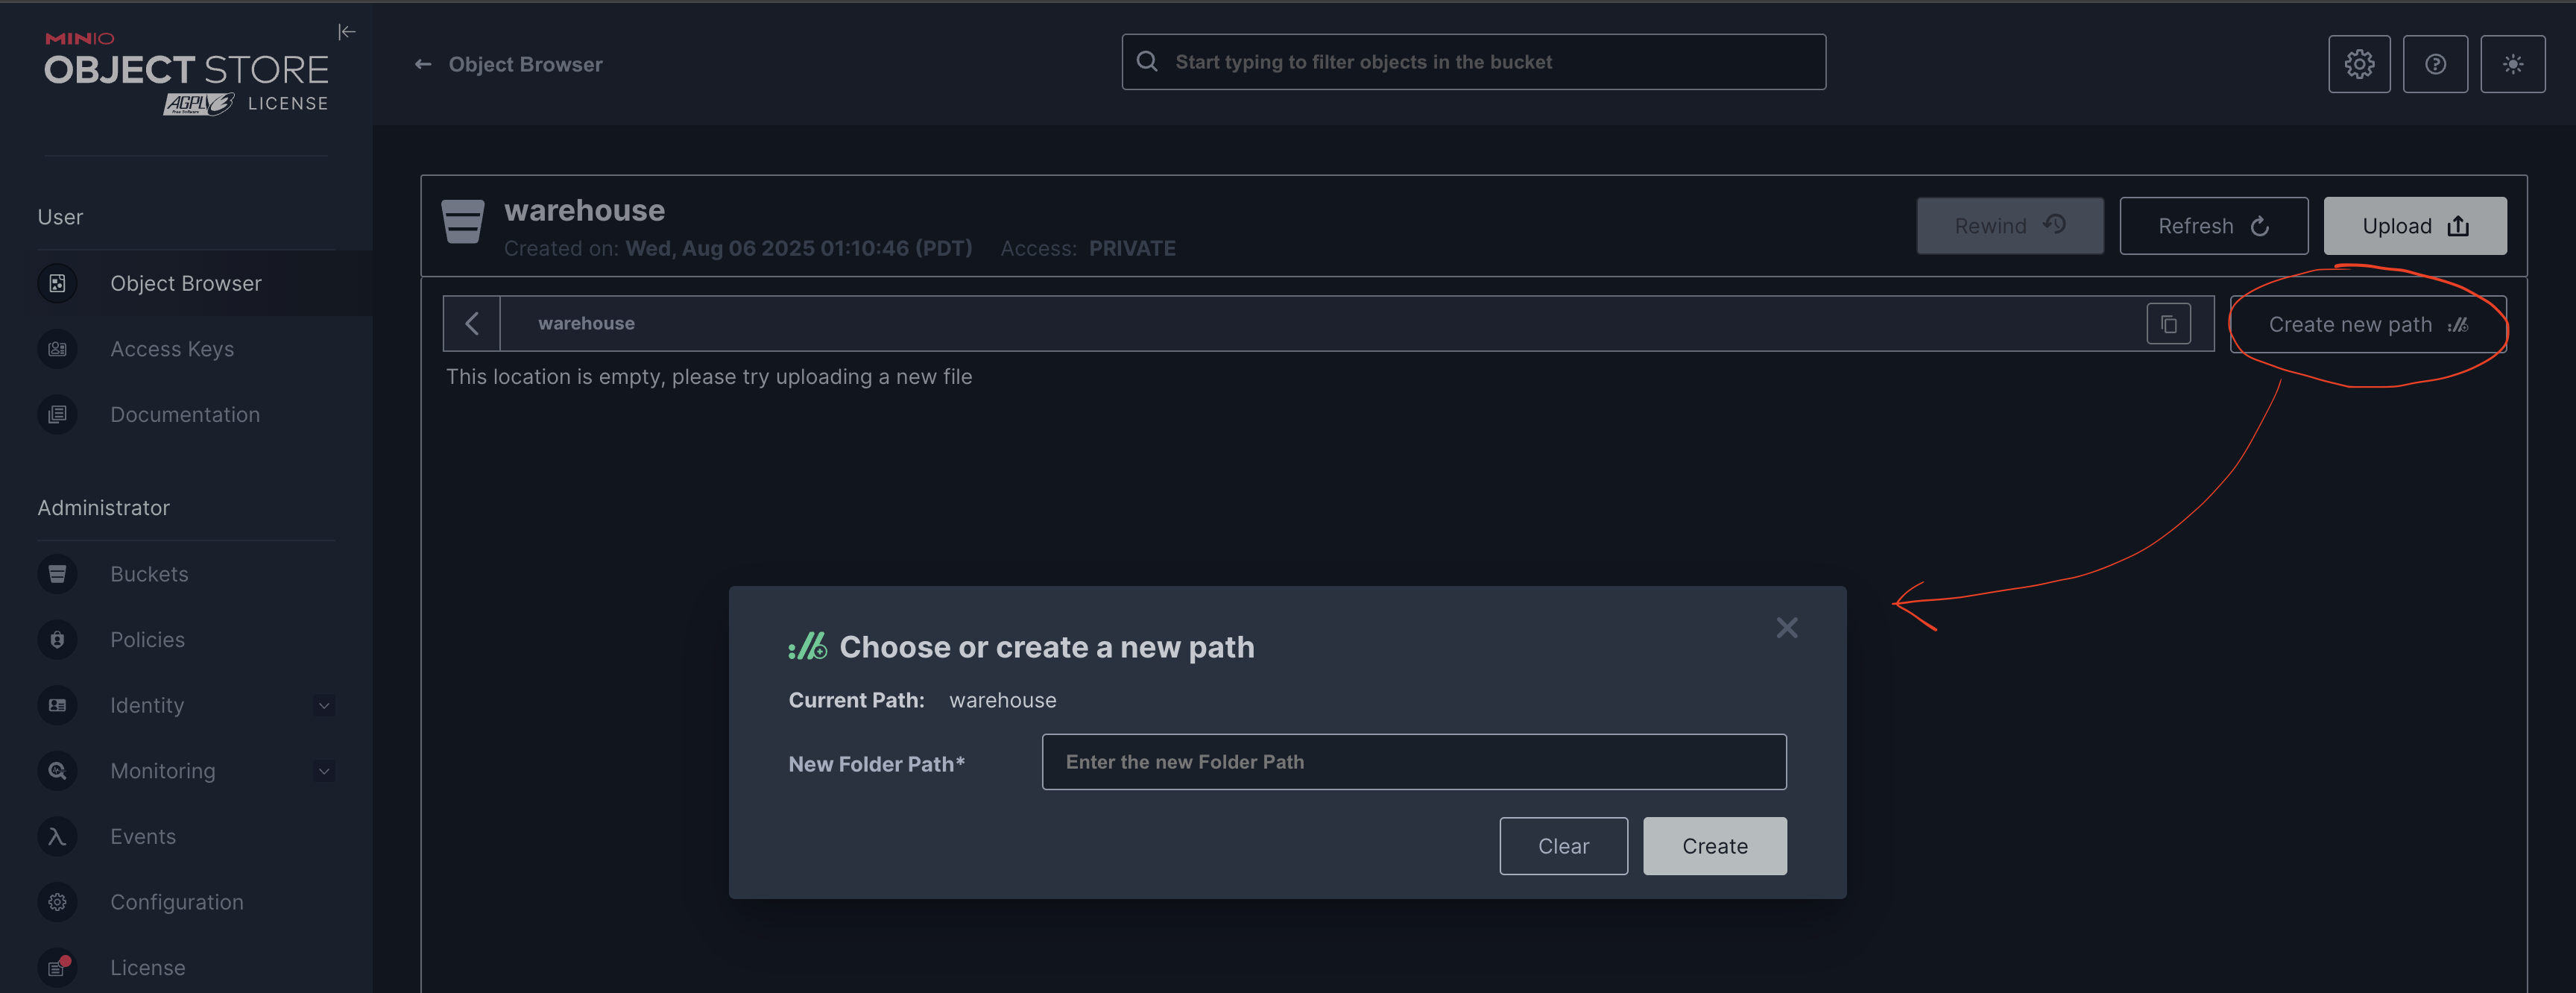 MINIO
OBJECT STORE
AGPLv3 LICENSE
Free Software
User
Object Browser
Access Keys
Documentation
Administrator
Buckets
Policies
Identity
Monitoring
Events
Configuration
License
Object Browser
Start typing to filter objects in the bucket
warehouse
Created on: Wed, Aug 06 2025 01:10:46 (PDT) Access: PRIVATE
Rewind
Refresh
Upload
warehouse
Create new path
This location is empty, please try uploading a new file
Choose or create a new path
Current Path: warehouse
New Folder Path*
Enter the new Folder Path
Clear
Create